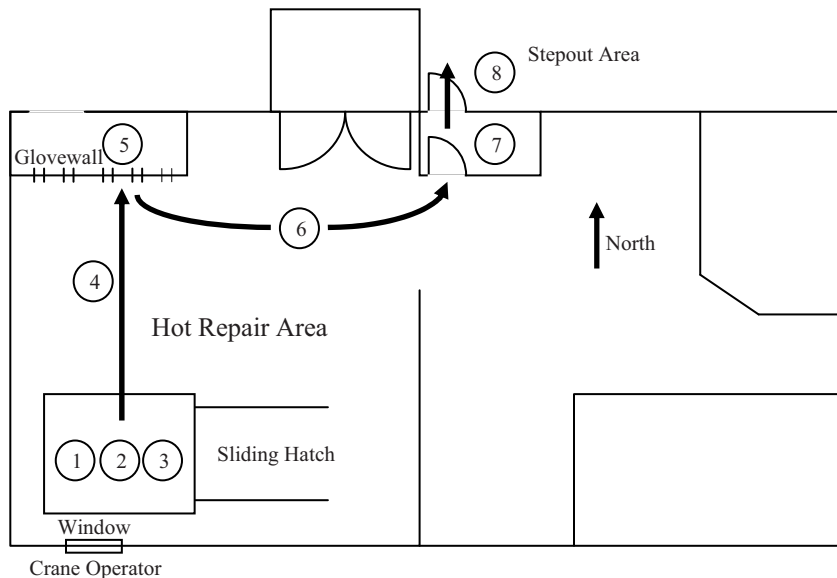 8
Stepout Area
5
7
Glovewall
6
North
4
Hot Repair Area
1 2 3
Sliding Hatch
Window
Crane Operator